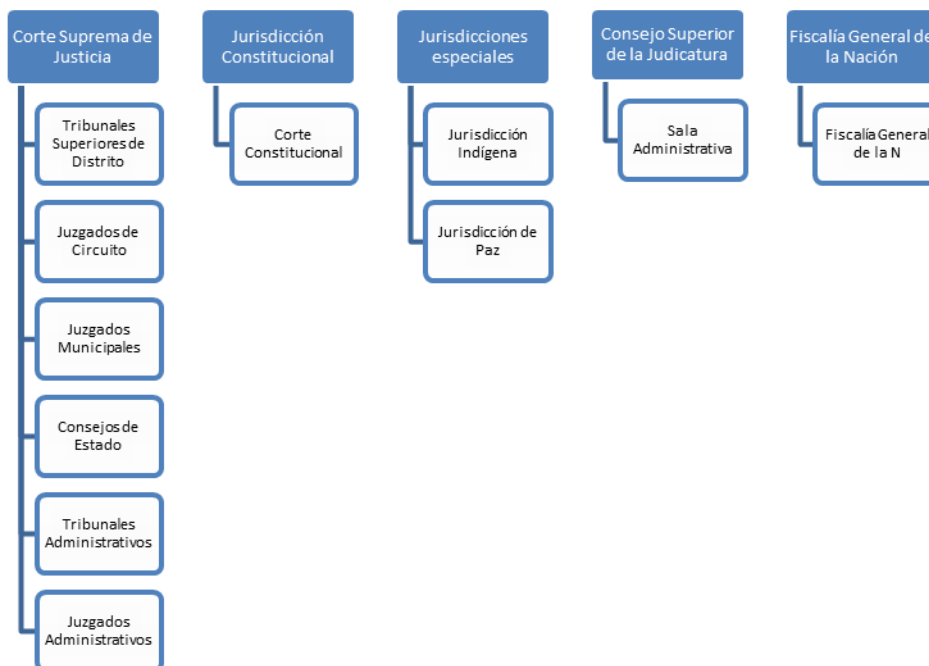 Corte Suprema de
Justicia
Tribunales
Superiores de
Distrito
Juzgados de
Circuito
Juzgados
Municipales
Consejos de
Estado
Tribunales
Administrativos
Juzgados
Administrativos
Jurisdicción
Constitucional
Corte
Constitucional
Jurisdicciones
especiales
Jurisdicción
Indígena
Jurisdicción de
Paz
Consejo Superior
de la Judicatura
Sala
Administrativa
Fiscalía General de
la Nación
Fiscalía General
de la N